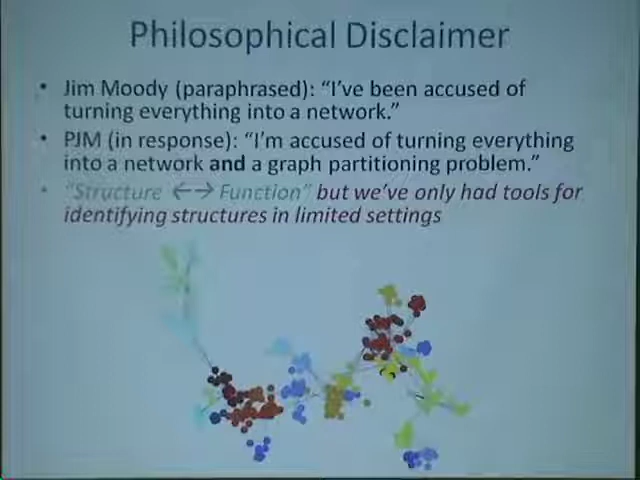 Philosophical Disclaimer
• Jim Moody (paraphrased): “I’ve been accused of
turning everything into a network.”
• PJM (in response): “I’m accused of turning everything
into a network and a graph partitioning problem.”
• “Structure ←→ Function” but we’ve only had tools for
identifying structures in limited settings